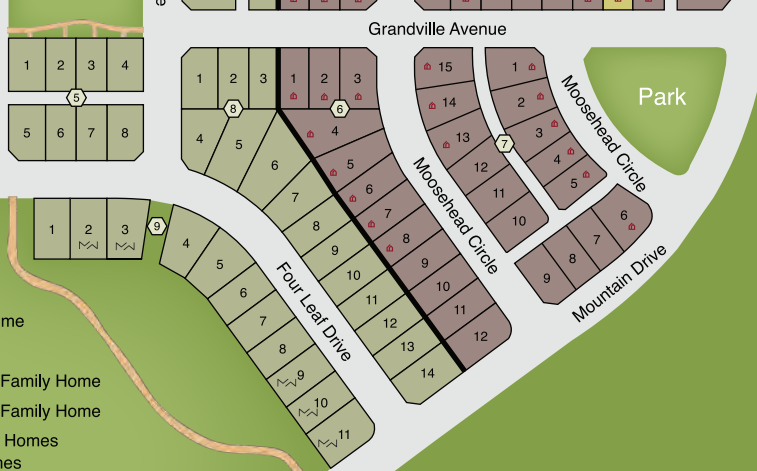 e
Grandville Avenue
1 2 3 4
5
5 6 7 8
1 2 3
8
4 5 6 7 8 9 10 11 12 13 14
1 2 3
6
4 5 6 7 8 9 10 11 12
15 14 13 12 11 10
7
1 2 3 4 5
6 7 8 9
Moosehead Circle
Park
Moosehead Circle
Mountain Drive
1 2 3
9
4 5 6 7 8 9 10 11
Four Leaf Drive
me
Family Home
Family Home
Homes
nes